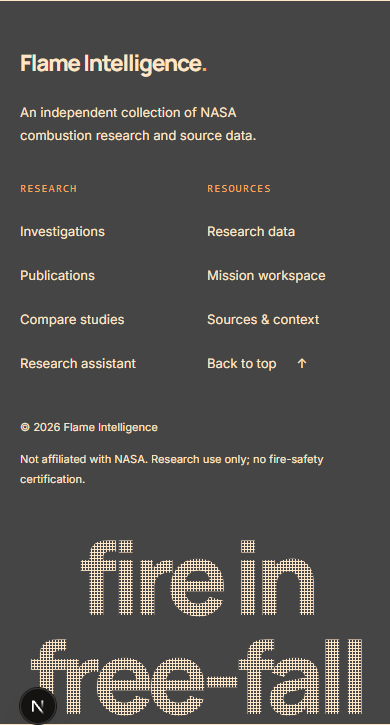 Flame Intelligence.
An independent collection of NASA
combustion research and source data.
RESEARCH
RESOURCES
Investigations
Research data
Publications
Mission workspace
Compare studies
Sources & context
Research assistant
Back to top ↑
© 2026 Flame Intelligence
Not affiliated with NASA. Research use only; no fire-safety
certification.
fire in
free-fall
N